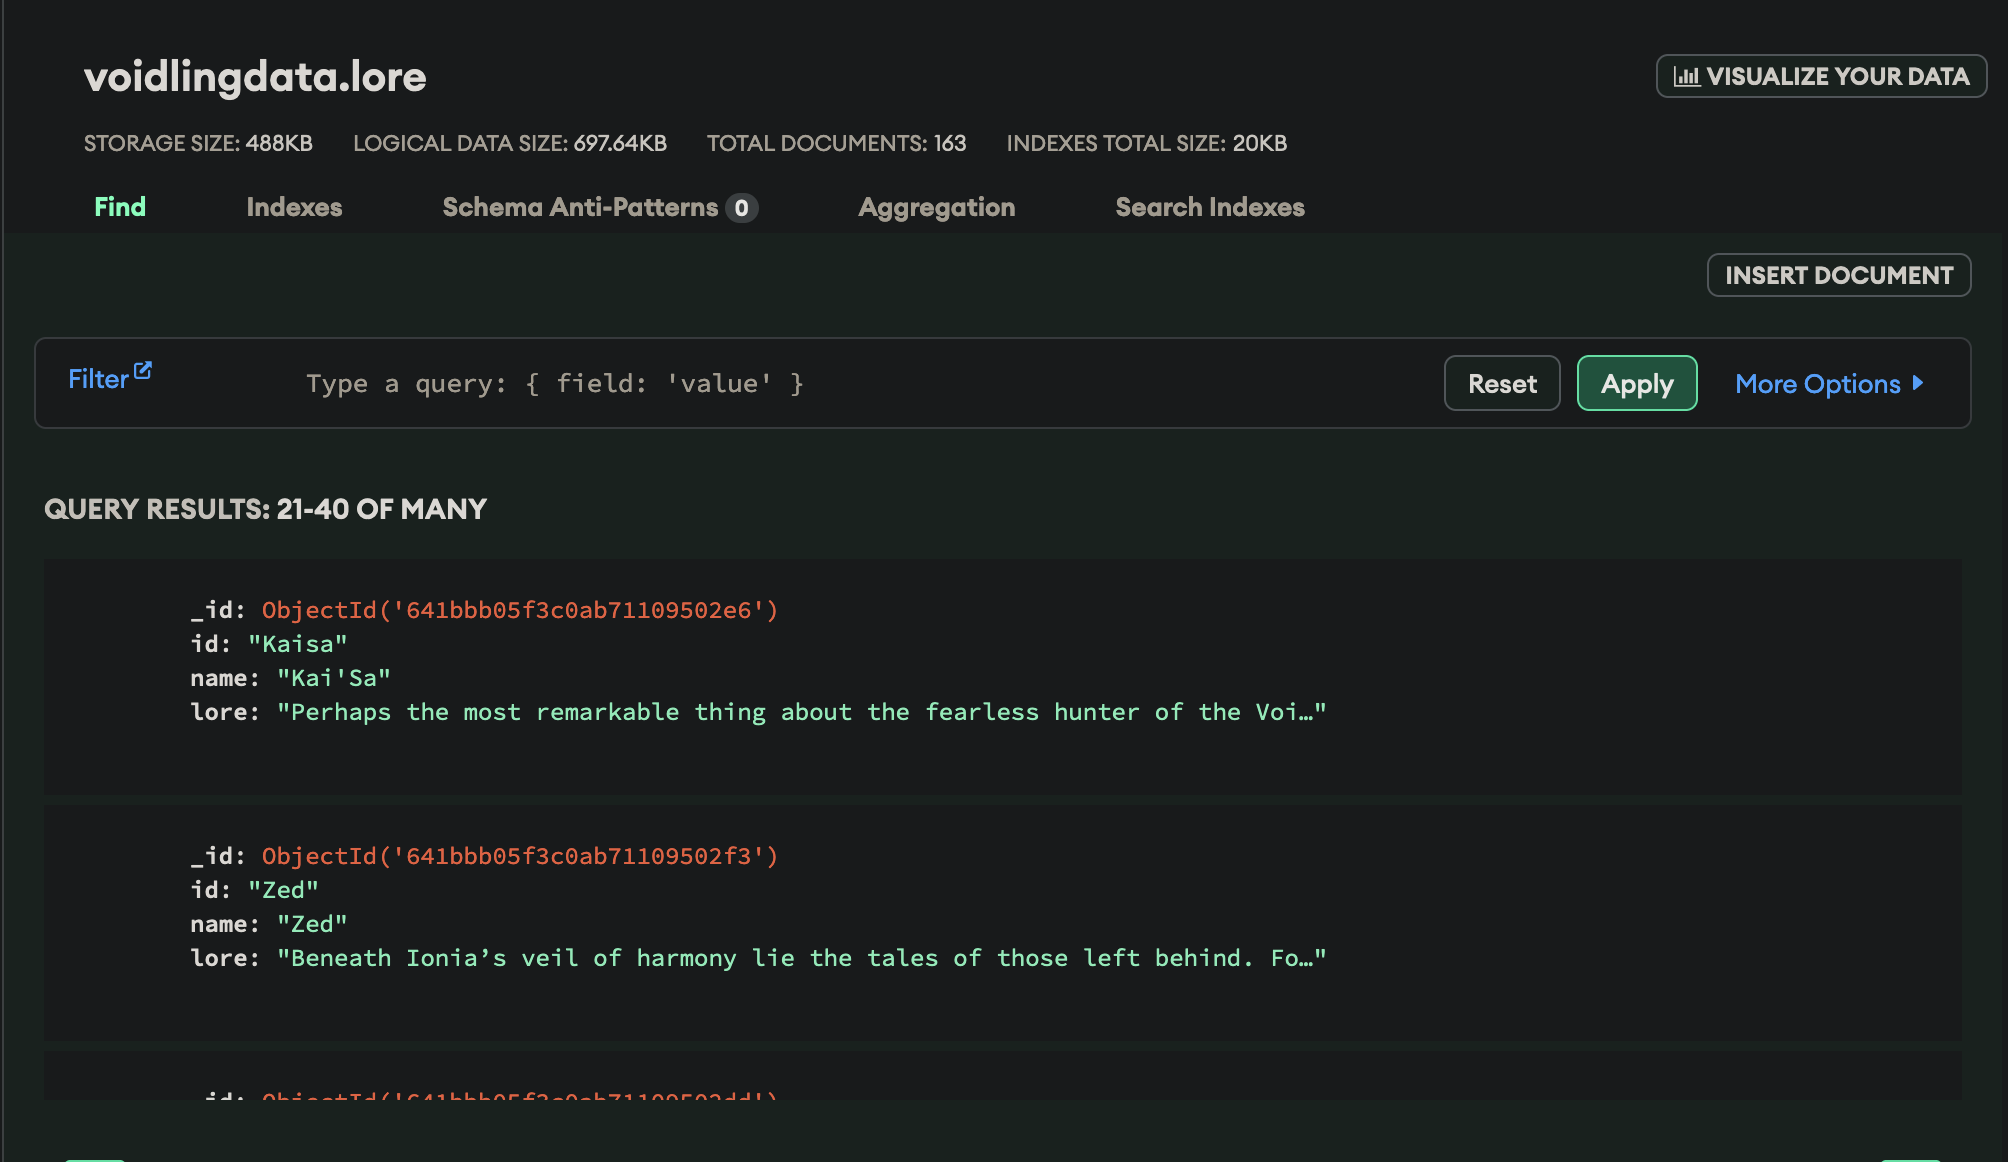 voidlingdata.lore
VISUALIZE YOUR DATA
STORAGE SIZE: 488KB LOGICAL DATA SIZE: 697.64KB TOTAL DOCUMENTS: 163 INDEXES TOTAL SIZE: 20KB
Find Indexes Schema Anti-Patterns 0 Aggregation Search Indexes
INSERT DOCUMENT
Filter Type a query: { field: 'value' } Reset Apply More Options
QUERY RESULTS: 21-40 OF MANY
_id: ObjectId('641bbb05f3c0ab71109502e6')
id: "Kaisa"
name: "Kai'Sa"
lore: "Perhaps the most remarkable thing about the fearless hunter of the Voi…"
_id: ObjectId('641bbb05f3c0ab71109502f3')
id: "Zed"
name: "Zed"
lore: "Beneath Ionia’s veil of harmony lie the tales of those left behind. Fo…"
_id: ObjectId('641bbb05f3c0ab71109502dd')